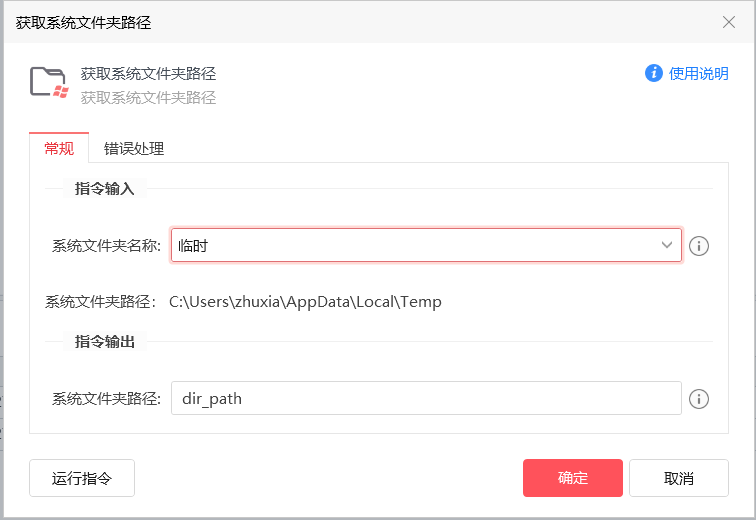 获取系统文件夹路径
获取系统文件夹路径
使用说明
获取系统文件夹路径
常规 错误处理
指令输入
系统文件夹名称: 临时
系统文件夹路径: C:\Users\zhuxia\AppData\Local\Temp
指令输出
系统文件夹路径: dir_path
运行指令 确定 取消